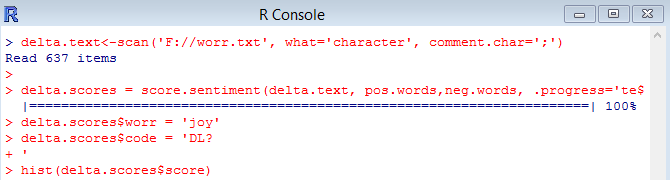 R Console
> delta.text<-scan('F://worr.txt', what='character', comment.char=';')
Read 637 items
>
> delta.scores = score.sentiment(delta.text, pos.words,neg.words, .progress='te$
|======================================================================| 100%
> delta.scores$worr = 'joy'
> delta.scores$code = 'DL?
+ '
> hist(delta.scores$score)